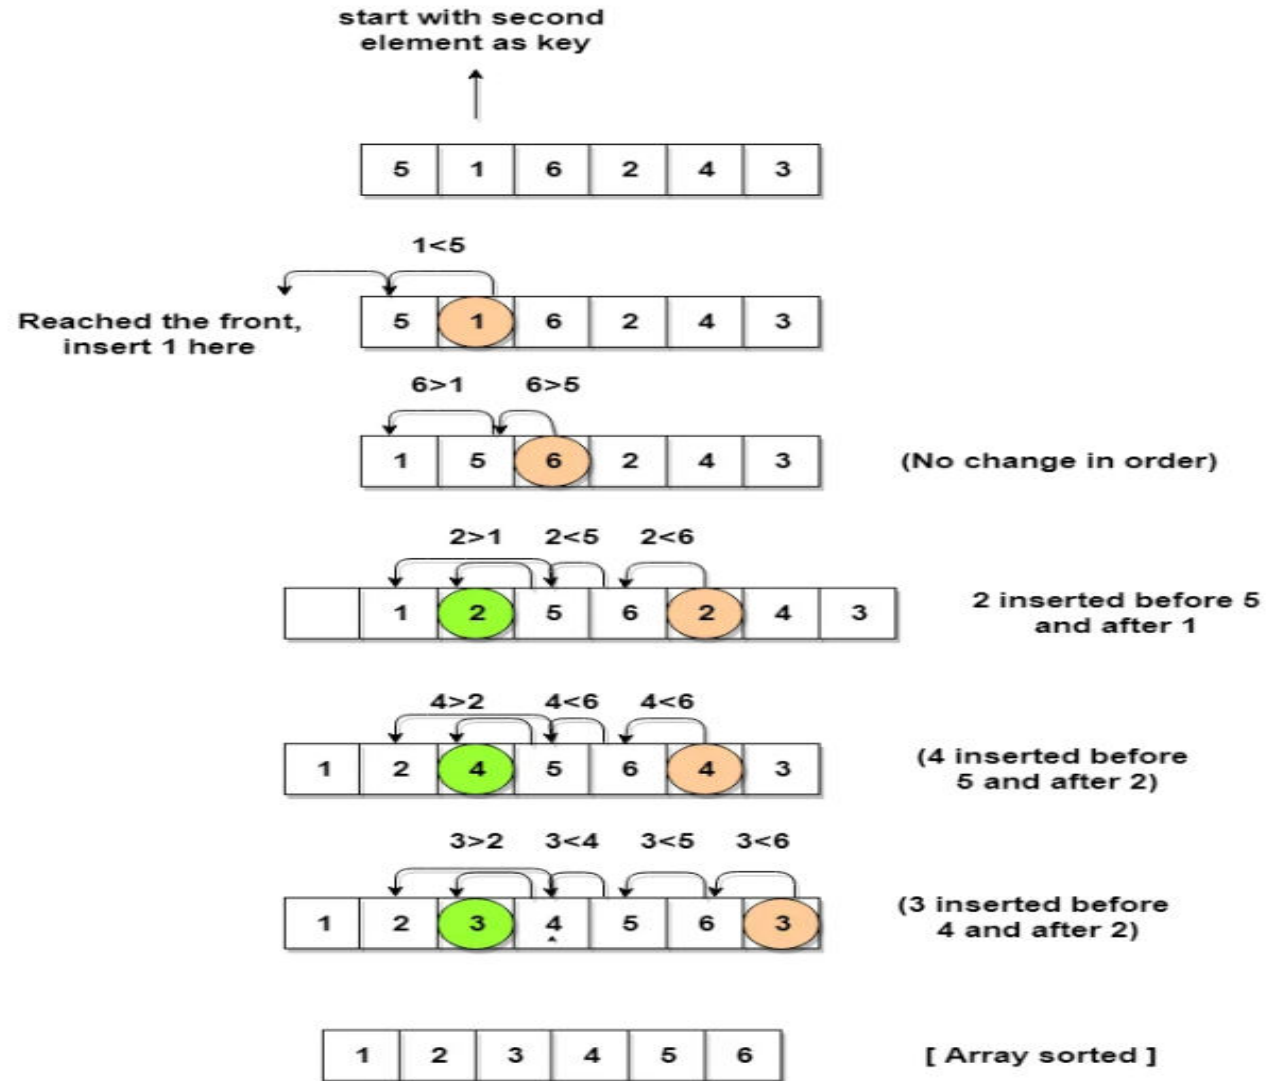 start with second
element as key
5 1 6 2 4 3
1<5
Reached the front,
insert 1 here
5 1 6 2 4 3
6>1 6>5
1 5 6 2 4 3
(No change in order)
2>1 2<5 2<6
1 2 5 6 2 4 3
2 inserted before 5
and after 1
4>2 4<6 4<6
1 2 4 5 6 4 3
(4 inserted before
5 and after 2)
3>2 3<4 3<5 3<6
1 2 3 4 5 6 3
(3 inserted before
4 and after 2)
1 2 3 4 5 6
[ Array sorted ]